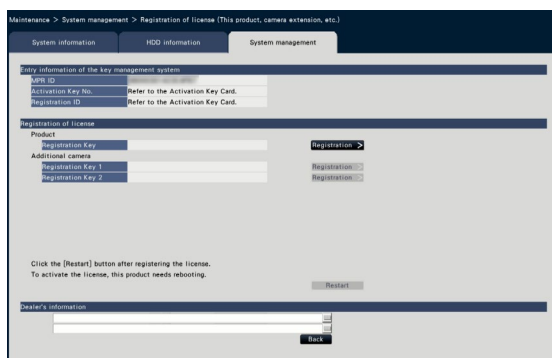 Maintenance > System management > Registration of license (This product, camera extension, etc.)
System information
HDD information
System management
Entry information of the key management system
MPR ID
Activation Key No. Refer to the Activation Key Card.
Registration ID Refer to the Activation Key Card.
Registration of license
Product
Registration Key Registration >
Additional camera
Registration Key 1 Registration >
Registration Key 2 Registration >
Click the [Restart] button after registering the license.
To activate the license, this product needs rebooting.
Restart
Dealer's information
Back